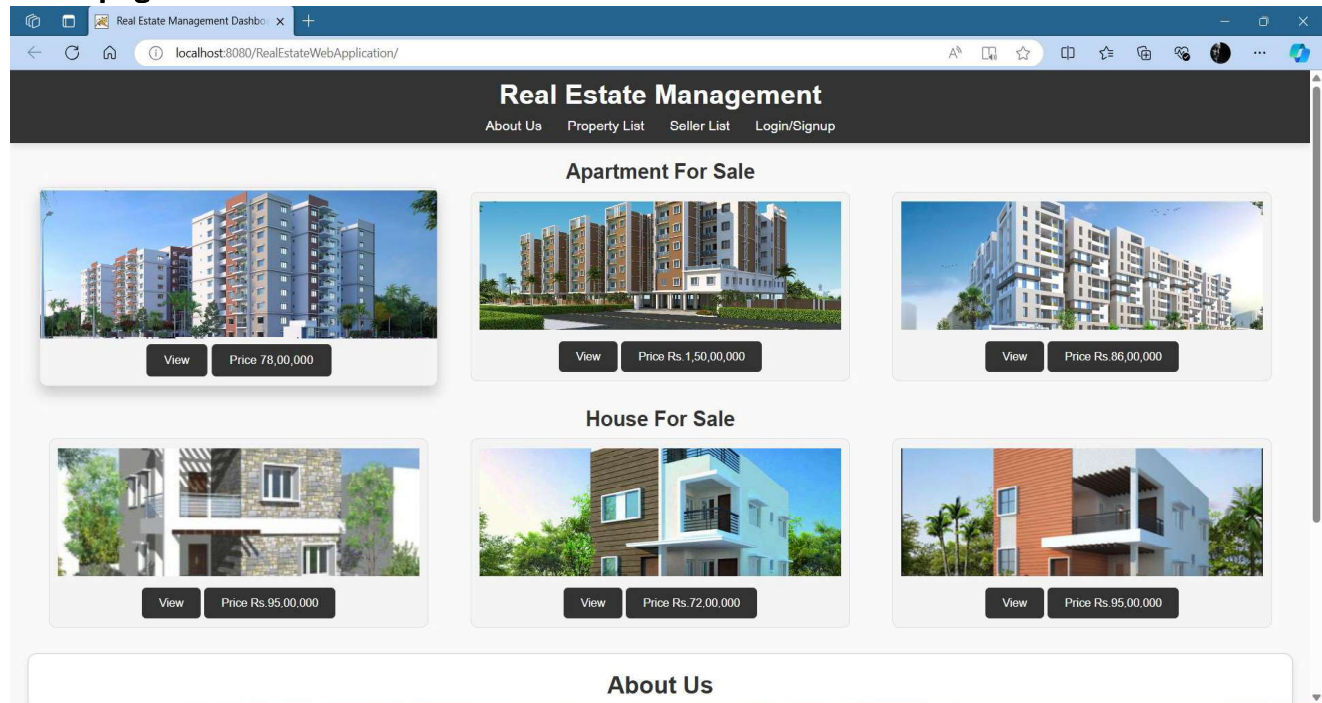 Real Estate Management Dashbo
localhost:8080/RealEstateWebApplication/
Real Estate Management
About Us Property List Seller List Login/Signup
Apartment For Sale
View Price 78,00,000 View Price Rs.1,50,00,000 View Price Rs.86,00,000
House For Sale
View Price Rs.95,00,000 View Price Rs.72,00,000 View Price Rs.95,00,000
About Us